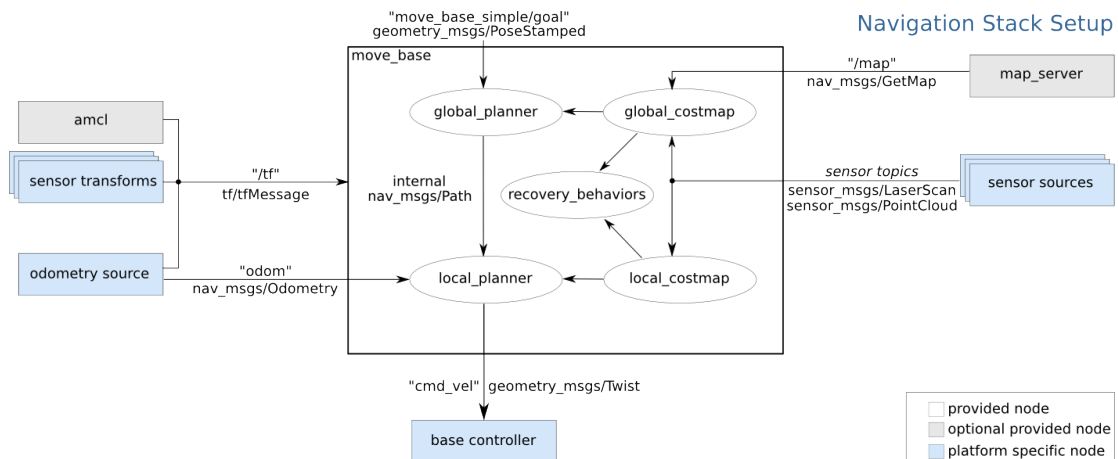 Navigation Stack Setup
"move_base_simple/goal"
geometry_msgs/PoseStamped
move_base
"/map"
nav_msgs/GetMap
map_server
amcl
global_planner
global_costmap
sensor transforms
"/tf"
tf/tfMessage
internal
nav_msgs/Path
recovery_behaviors
sensor topics
sensor_msgs/LaserScan
sensor_msgs/PointCloud
sensor sources
odometry source
"odom"
nav_msgs/Odometry
local_planner
local_costmap
"cmd_vel"
geometry_msgs/Twist
base controller
provided node
optional provided node
platform specific node